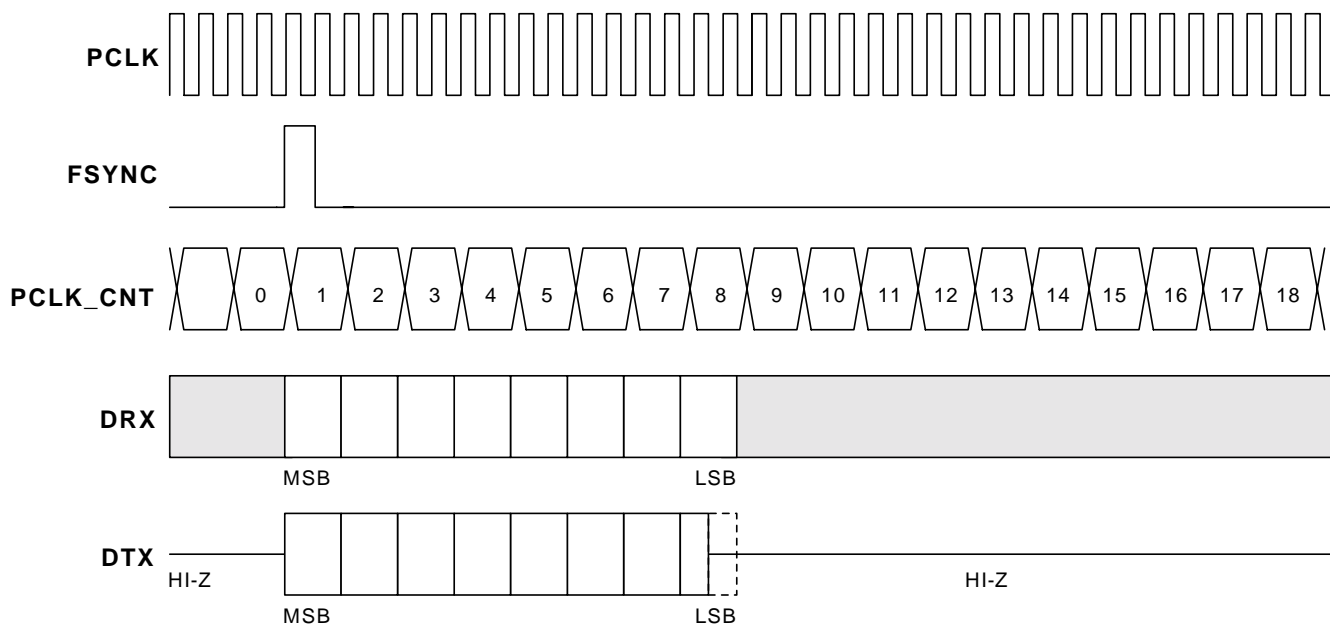 PCLK
FSYNC
PCLK_CNT 0 1 2 3 4 5 6 7 8 9 10 11 12 13 14 15 16 17 18
DRX
MSB LSB
DTX
HI-Z HI-Z
MSB LSB